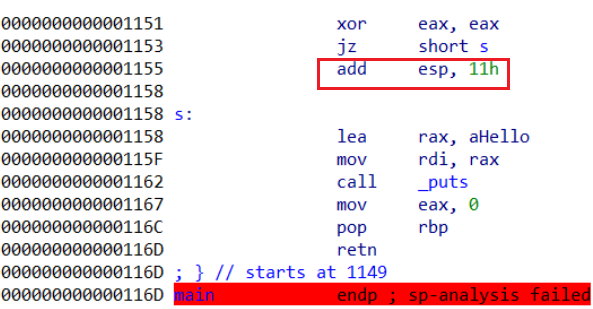 0000000000001151 xor eax, eax
0000000000001153 jz short s
0000000000001155 add esp, 11h
0000000000001158
0000000000001158 s:
0000000000001158 lea rax, aHello
000000000000115F mov rdi, rax
0000000000001162 call _puts
0000000000001167 mov eax, 0
000000000000116C pop rbp
000000000000116D retn
000000000000116D ; } // starts at 1149
000000000000116D main endp ; sp-analysis failed